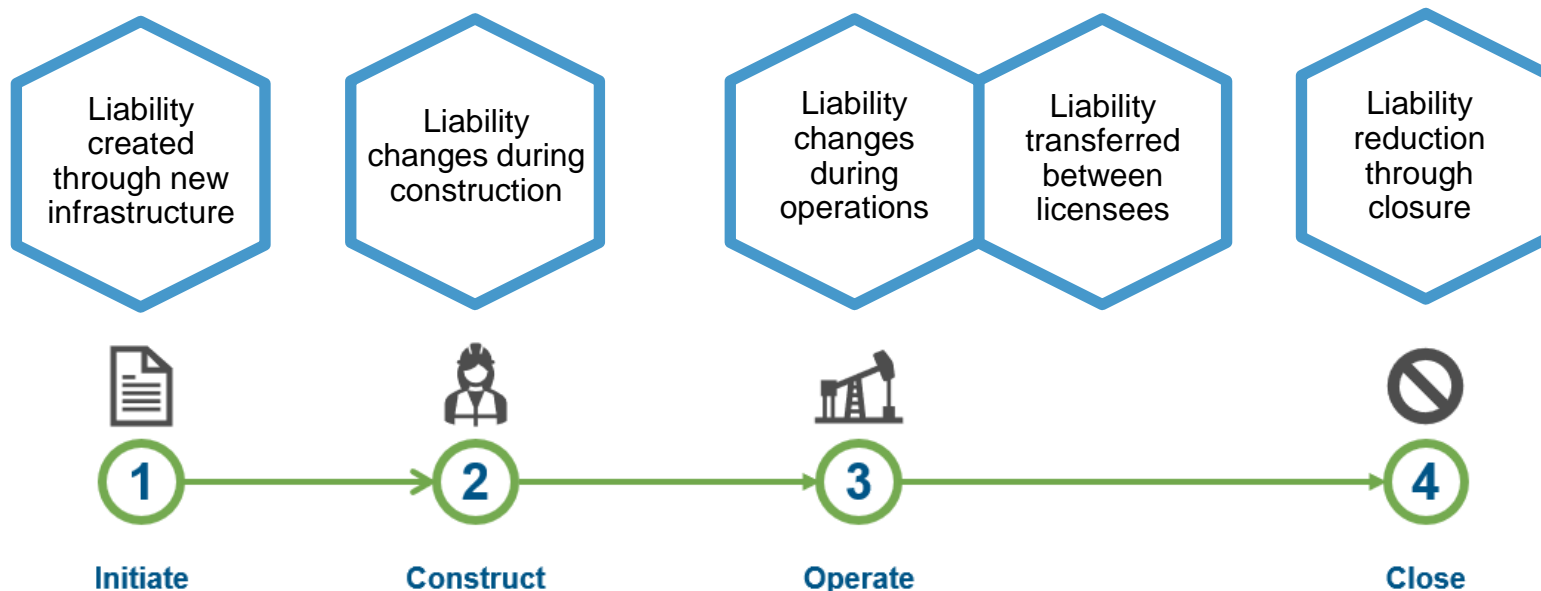 Liability
created
through new
infrastructure
Liability
changes during
construction
Liability
changes
during
operations
Liability
transferred
between
licensees
Liability
reduction
through
closure
1
2
3
4
Initiate
Construct
Operate
Close